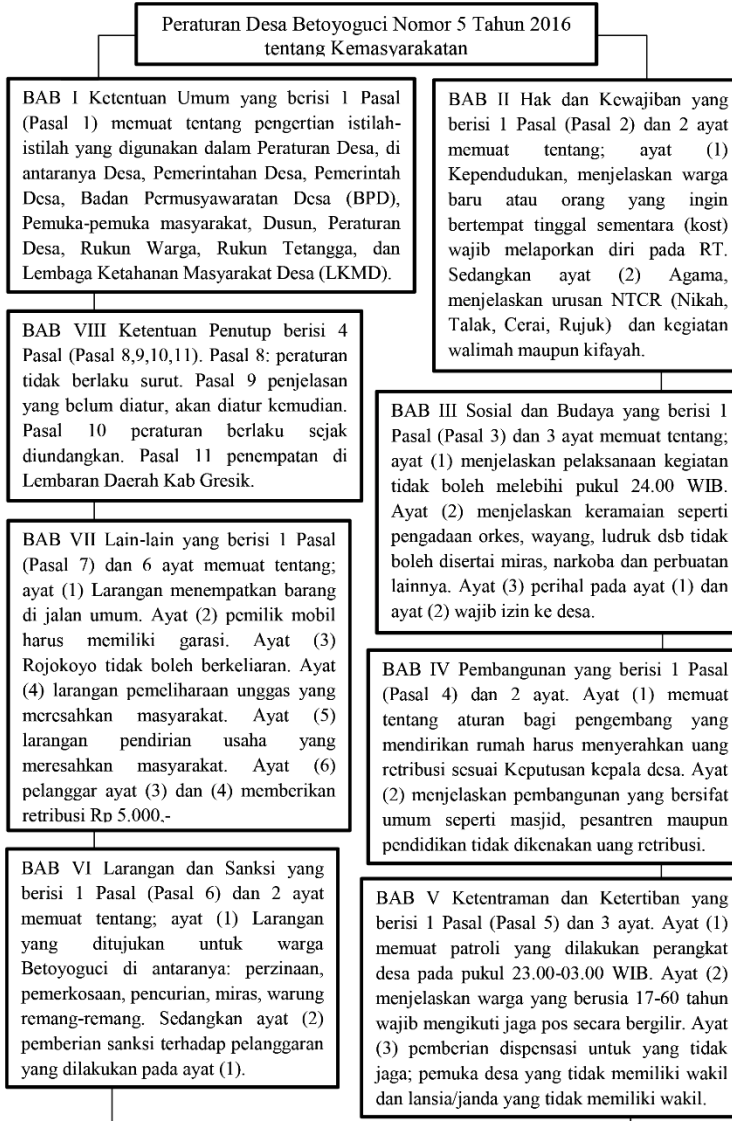 Peraturan Desa Betoyoguci Nomor 5 Tahun 2016
tentang Kemasyarakatan
BAB I Ketentuan Umum yang berisi 1 Pasal
(Pasal 1) memuat tentang pengertian istilah-
istilah yang digunakan dalam Peraturan Desa, di
antaranya Desa, Pemerintahan Desa, Pemerintah
Desa, Badan Permusyawaratan Desa (BPD),
Pemuka-pemuka masyarakat, Dusun, Peraturan
Desa, Rukun Warga, Rukun Tetangga, dan
Lembaga Ketahanan Masyarakat Desa (LKMD).
BAB II Hak dan Kewajiban yang
berisi 1 Pasal (Pasal 2) dan 2 ayat
memuat tentang; ayat (1)
Kependudukan, menjelaskan warga
baru atau orang yang ingin
bertempat tinggal sementara (kost)
wajib melaporkan diri pada RT.
Sedangkan ayat (2) Agama,
menjelaskan urusan NTCR (Nikah,
Talak, Cerai, Rujuk) dan kegiatan
walimah maupun kifayah.
BAB III Sosial dan Budaya yang berisi 1
Pasal (Pasal 3) dan 3 ayat memuat tentang;
ayat (1) menjelaskan pelaksanaan kegiatan
tidak boleh melebihi pukul 24.00 WIB.
Ayat (2) menjelaskan keramaian seperti
pengadaan orkes, wayang, ludruk dsb tidak
boleh disertai miras, narkoba dan perbuatan
lainnya. Ayat (3) perihal pada ayat (1) dan
ayat (2) wajib izin ke desa.
BAB IV Pembangunan yang berisi 1 Pasal
(Pasal 4) dan 2 ayat. Ayat (1) memuat
tentang aturan bagi pengembang yang
mendirikan rumah harus menyerahkan uang
retribusi sesuai Keputusan kepala desa. Ayat
(2) menjelaskan pembangunan yang bersifat
umum seperti masjid, pesantren maupun
pendidikan tidak dikenakan uang retribusi.
BAB V Ketentraman dan Ketertiban yang
berisi 1 Pasal (Pasal 5) dan 3 ayat. Ayat (1)
memuat patroli yang dilakukan perangkat
desa pada pukul 23.00-03.00 WIB. Ayat (2)
menjelaskan warga yang berusia 17-60 tahun
wajib mengikuti jaga pos secara bergilir. Ayat
(3) pemberian dispensasi untuk yang tidak
jaga; pemuka desa yang tidak memiliki wakil
dan lansia/janda yang tidak memiliki wakil.
BAB VI Larangan dan Sanksi yang
berisi 1 Pasal (Pasal 6) dan 2 ayat
memuat tentang; ayat (1) Larangan
yang ditujukan untuk warga
Betoyoguci di antaranya: perzinaan,
pemerkosaan, pencurian, miras, warung
remang-remang. Sedangkan ayat (2)
pemberian sanksi terhadap pelanggaran
yang dilakukan pada ayat (1).
BAB VII Lain-lain yang berisi 1 Pasal
(Pasal 7) dan 6 ayat memuat tentang;
ayat (1) Larangan menempatkan barang
di jalan umum. Ayat (2) pemilik mobil
harus memiliki garasi. Ayat (3)
Rojokoyo tidak boleh berkeliaran. Ayat
(4) larangan pemeliharaan unggas yang
meresahkan masyarakat. Ayat (5)
larangan pendirian usaha yang
meresahkan masyarakat. Ayat (6)
pelanggar ayat (3) dan (4) memberikan
retribusi Rp 5.000,-
BAB VIII Ketentuan Penutup berisi 4
Pasal (Pasal 8,9,10,11). Pasal 8: peraturan
tidak berlaku surut. Pasal 9 penjelasan
yang belum diatur, akan diatur kemudian.
Pasal 10 peraturan berlaku sejak
diundangkan. Pasal 11 penempatan di
Lembaran Daerah Kab Gresik.